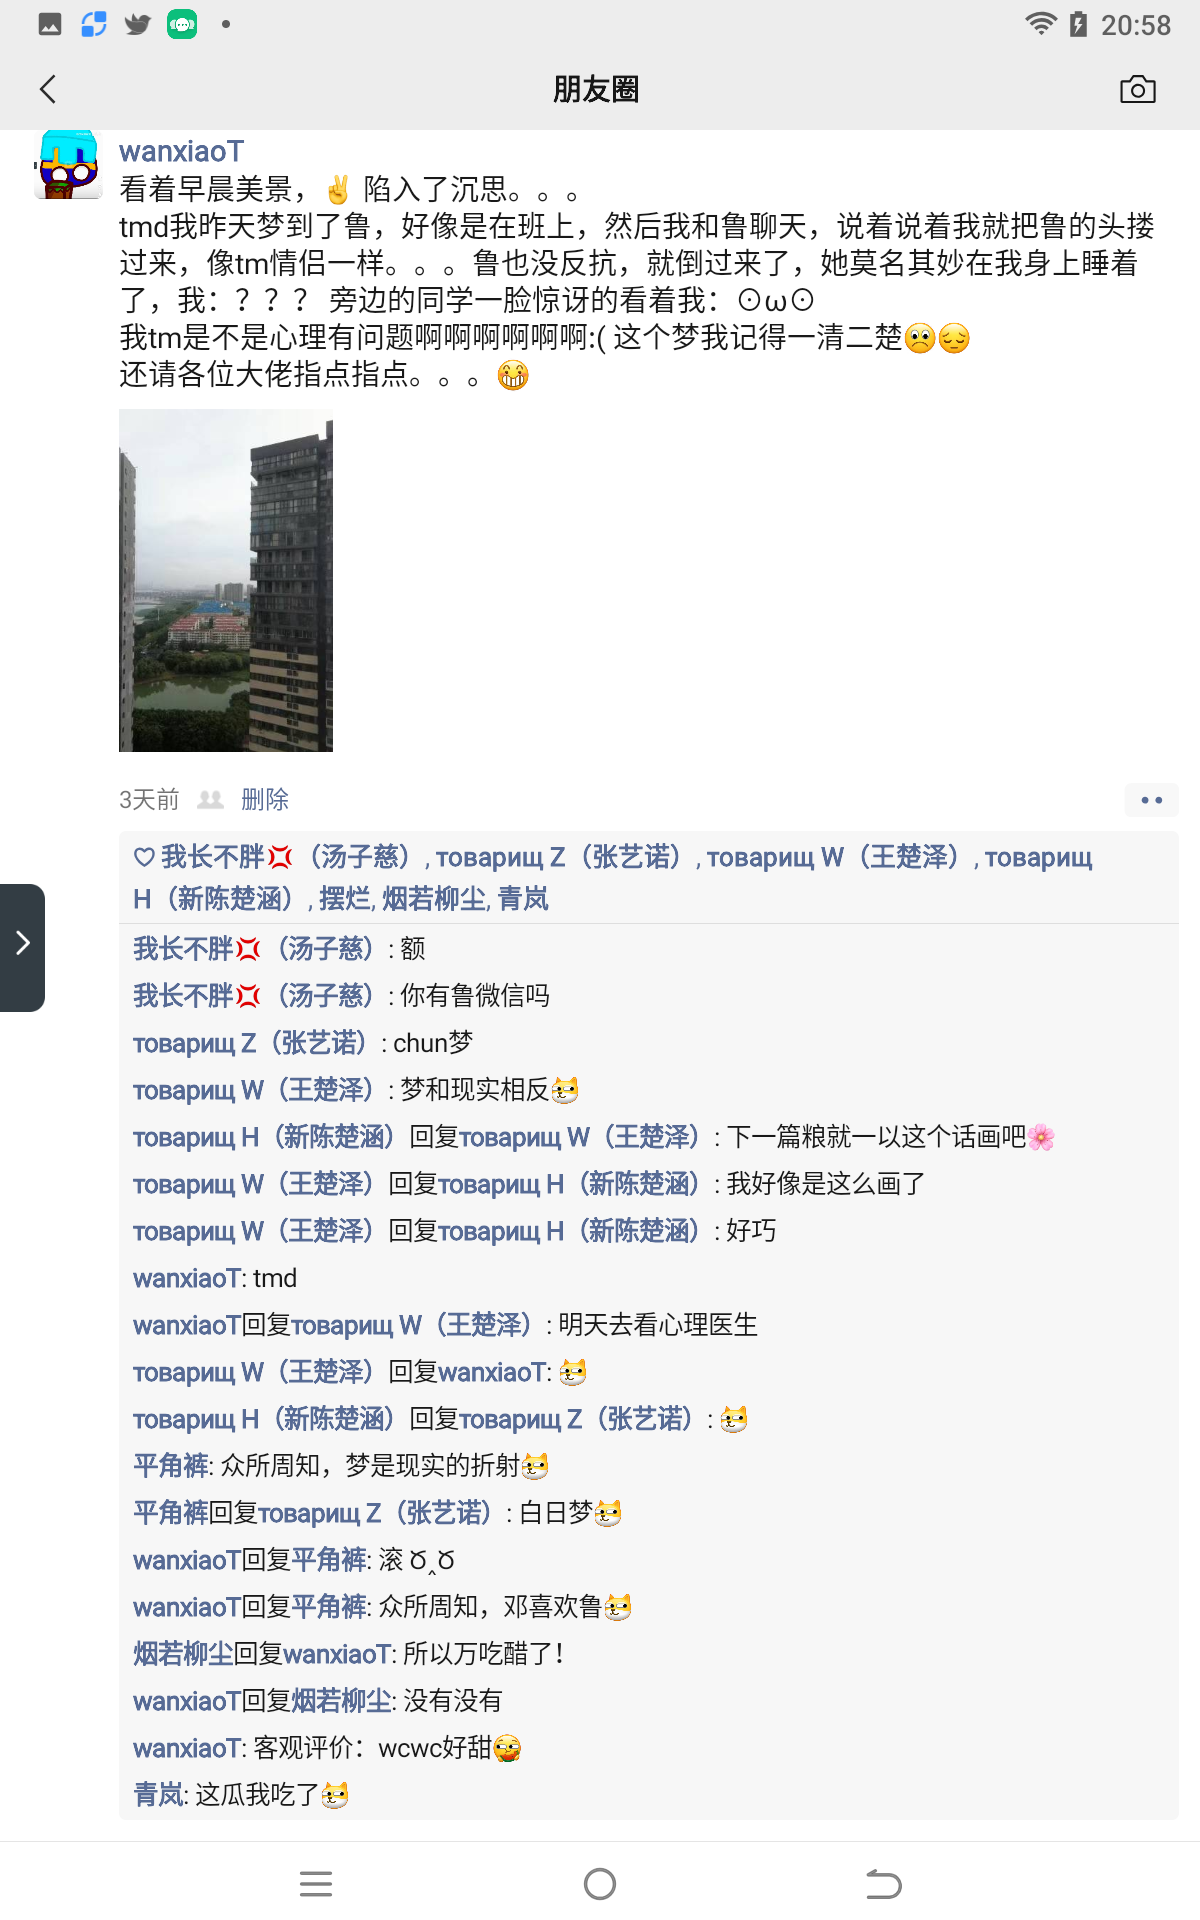 20:58
朋友圈
wanxiaoT
看着早晨美景，✌️ 陷入了沉思。。。
tmd我昨天梦到了鲁，好像是在班上，然后我和鲁聊天，说着说着我就把鲁的头搂
过来，像tm情侣一样。。。鲁也没反抗，就倒过来了，她莫名其妙在我身上睡着
了，我：？？？ 旁边的同学一脸惊讶的看着我：⊙ω⊙
我tm是不是心理有问题啊啊啊啊啊啊:( 这个梦我记得一清二楚🙁😔
还请各位大佬指点指点。。。😁
3天前 删除
我长不胖💢（汤子慈）, товарищ Z（张艺诺）, товарищ W（王楚泽）, товарищ
H（新陈楚涵）, 摆烂, 烟若柳尘, 青岚
我长不胖💢（汤子慈）: 额
我长不胖💢（汤子慈）: 你有鲁微信吗
товарищ Z（张艺诺）: chun梦
товарищ W（王楚泽）: 梦和现实相反
товарищ H（新陈楚涵）回复товарищ W（王楚泽）: 下一篇粮就一以这个话画吧🌸
товарищ W（王楚泽）回复товарищ H（新陈楚涵）: 我好像是这么画了
товарищ W（王楚泽）回复товарищ H（新陈楚涵）: 好巧
wanxiaoT: tmd
wanxiaoT回复товарищ W（王楚泽）: 明天去看心理医生
товарищ W（王楚泽）回复wanxiaoT:
товарищ H（新陈楚涵）回复товарищ Z（张艺诺）:
平角裤: 众所周知，梦是现实的折射
平角裤回复товарищ Z（张艺诺）: 白日梦
wanxiaoT回复平角裤: 滚 ఠ ̭ ఠ
wanxiaoT回复平角裤: 众所周知，邓喜欢鲁
烟若柳尘回复wanxiaoT: 所以万吃醋了！
wanxiaoT回复烟若柳尘: 没有没有
wanxiaoT: 客观评价：wcwc好甜
青岚: 这瓜我吃了